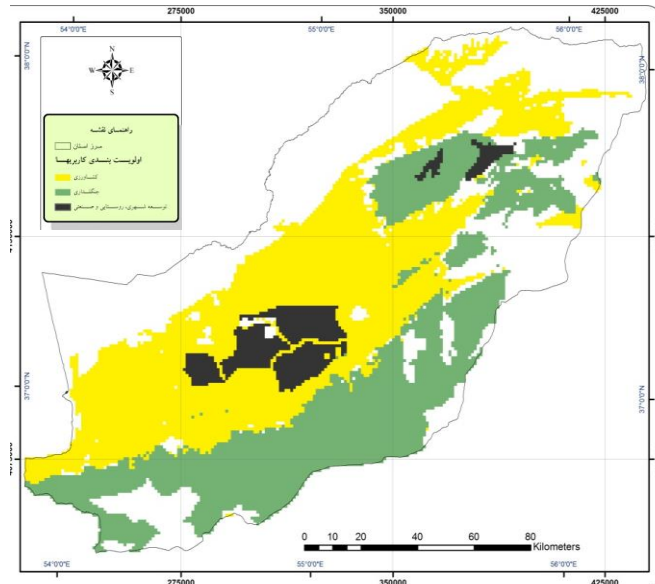 275000 350000 425000
54°0'0"E 55°0'0"E 56°0'0"E
38°0'0"N 38°0'0"N
N
W E
S
راهنمای نقشه
مرز استان
اولویت بندی کاربریها
کشاورزی
جنگلداری
توسعه شهری، روستایی و صنعتی
37°0'0"N 37°0'0"N
0 10 20 40 60 80
Kilometers
54°0'0"E 55°0'0"E 56°0'0"E
275000 350000 425000